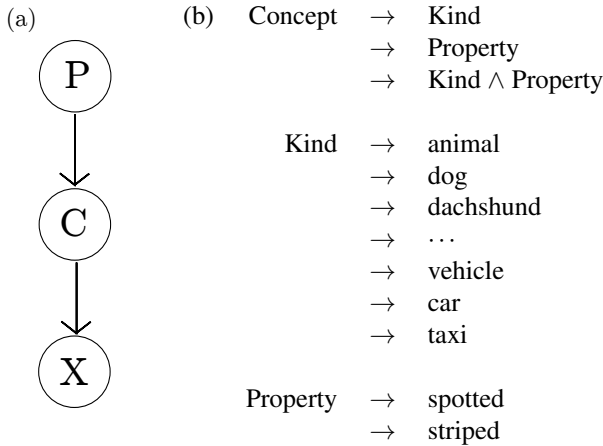 (a)
P
C
X
(b) Concept → Kind
→ Property
→ Kind ∧ Property
Kind → animal
→ dog
→ dachshund
→ ···
→ vehicle
→ car
→ taxi
Property → spotted
→ striped